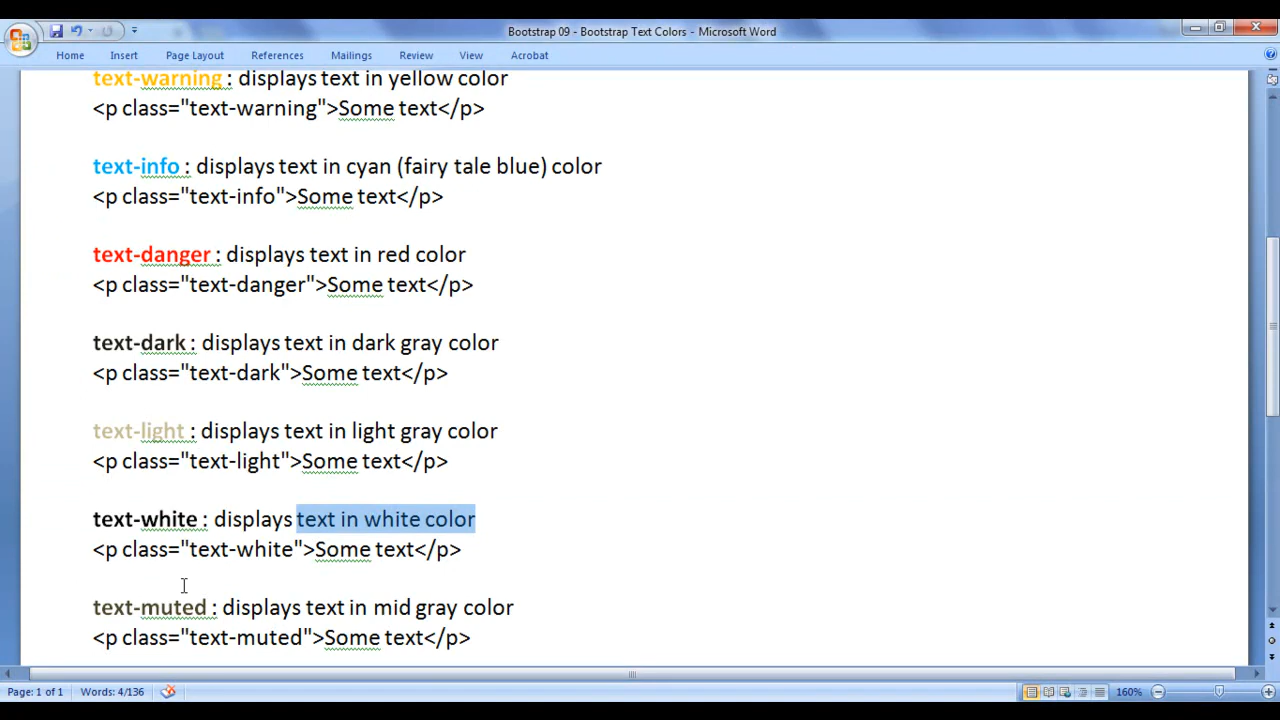 Bootstrap 09 - Bootstrap Text Colors - Microsoft Word
Home Insert Page Layout References Mailings Review View Acrobat
text-warning : displays text in yellow color
<p class="text-warning">Some text</p>
text-info : displays text in cyan (fairy tale blue) color
<p class="text-info">Some text</p>
text-danger : displays text in red color
<p class="text-danger">Some text</p>
text-dark : displays text in dark gray color
<p class="text-dark">Some text</p>
text-light : displays text in light gray color
<p class="text-light">Some text</p>
text-white : displays text in white color
<p class="text-white">Some text</p>
text-muted : displays text in mid gray color
<p class="text-muted">Some text</p>
Page: 1 of 1 Words: 4/136 160%